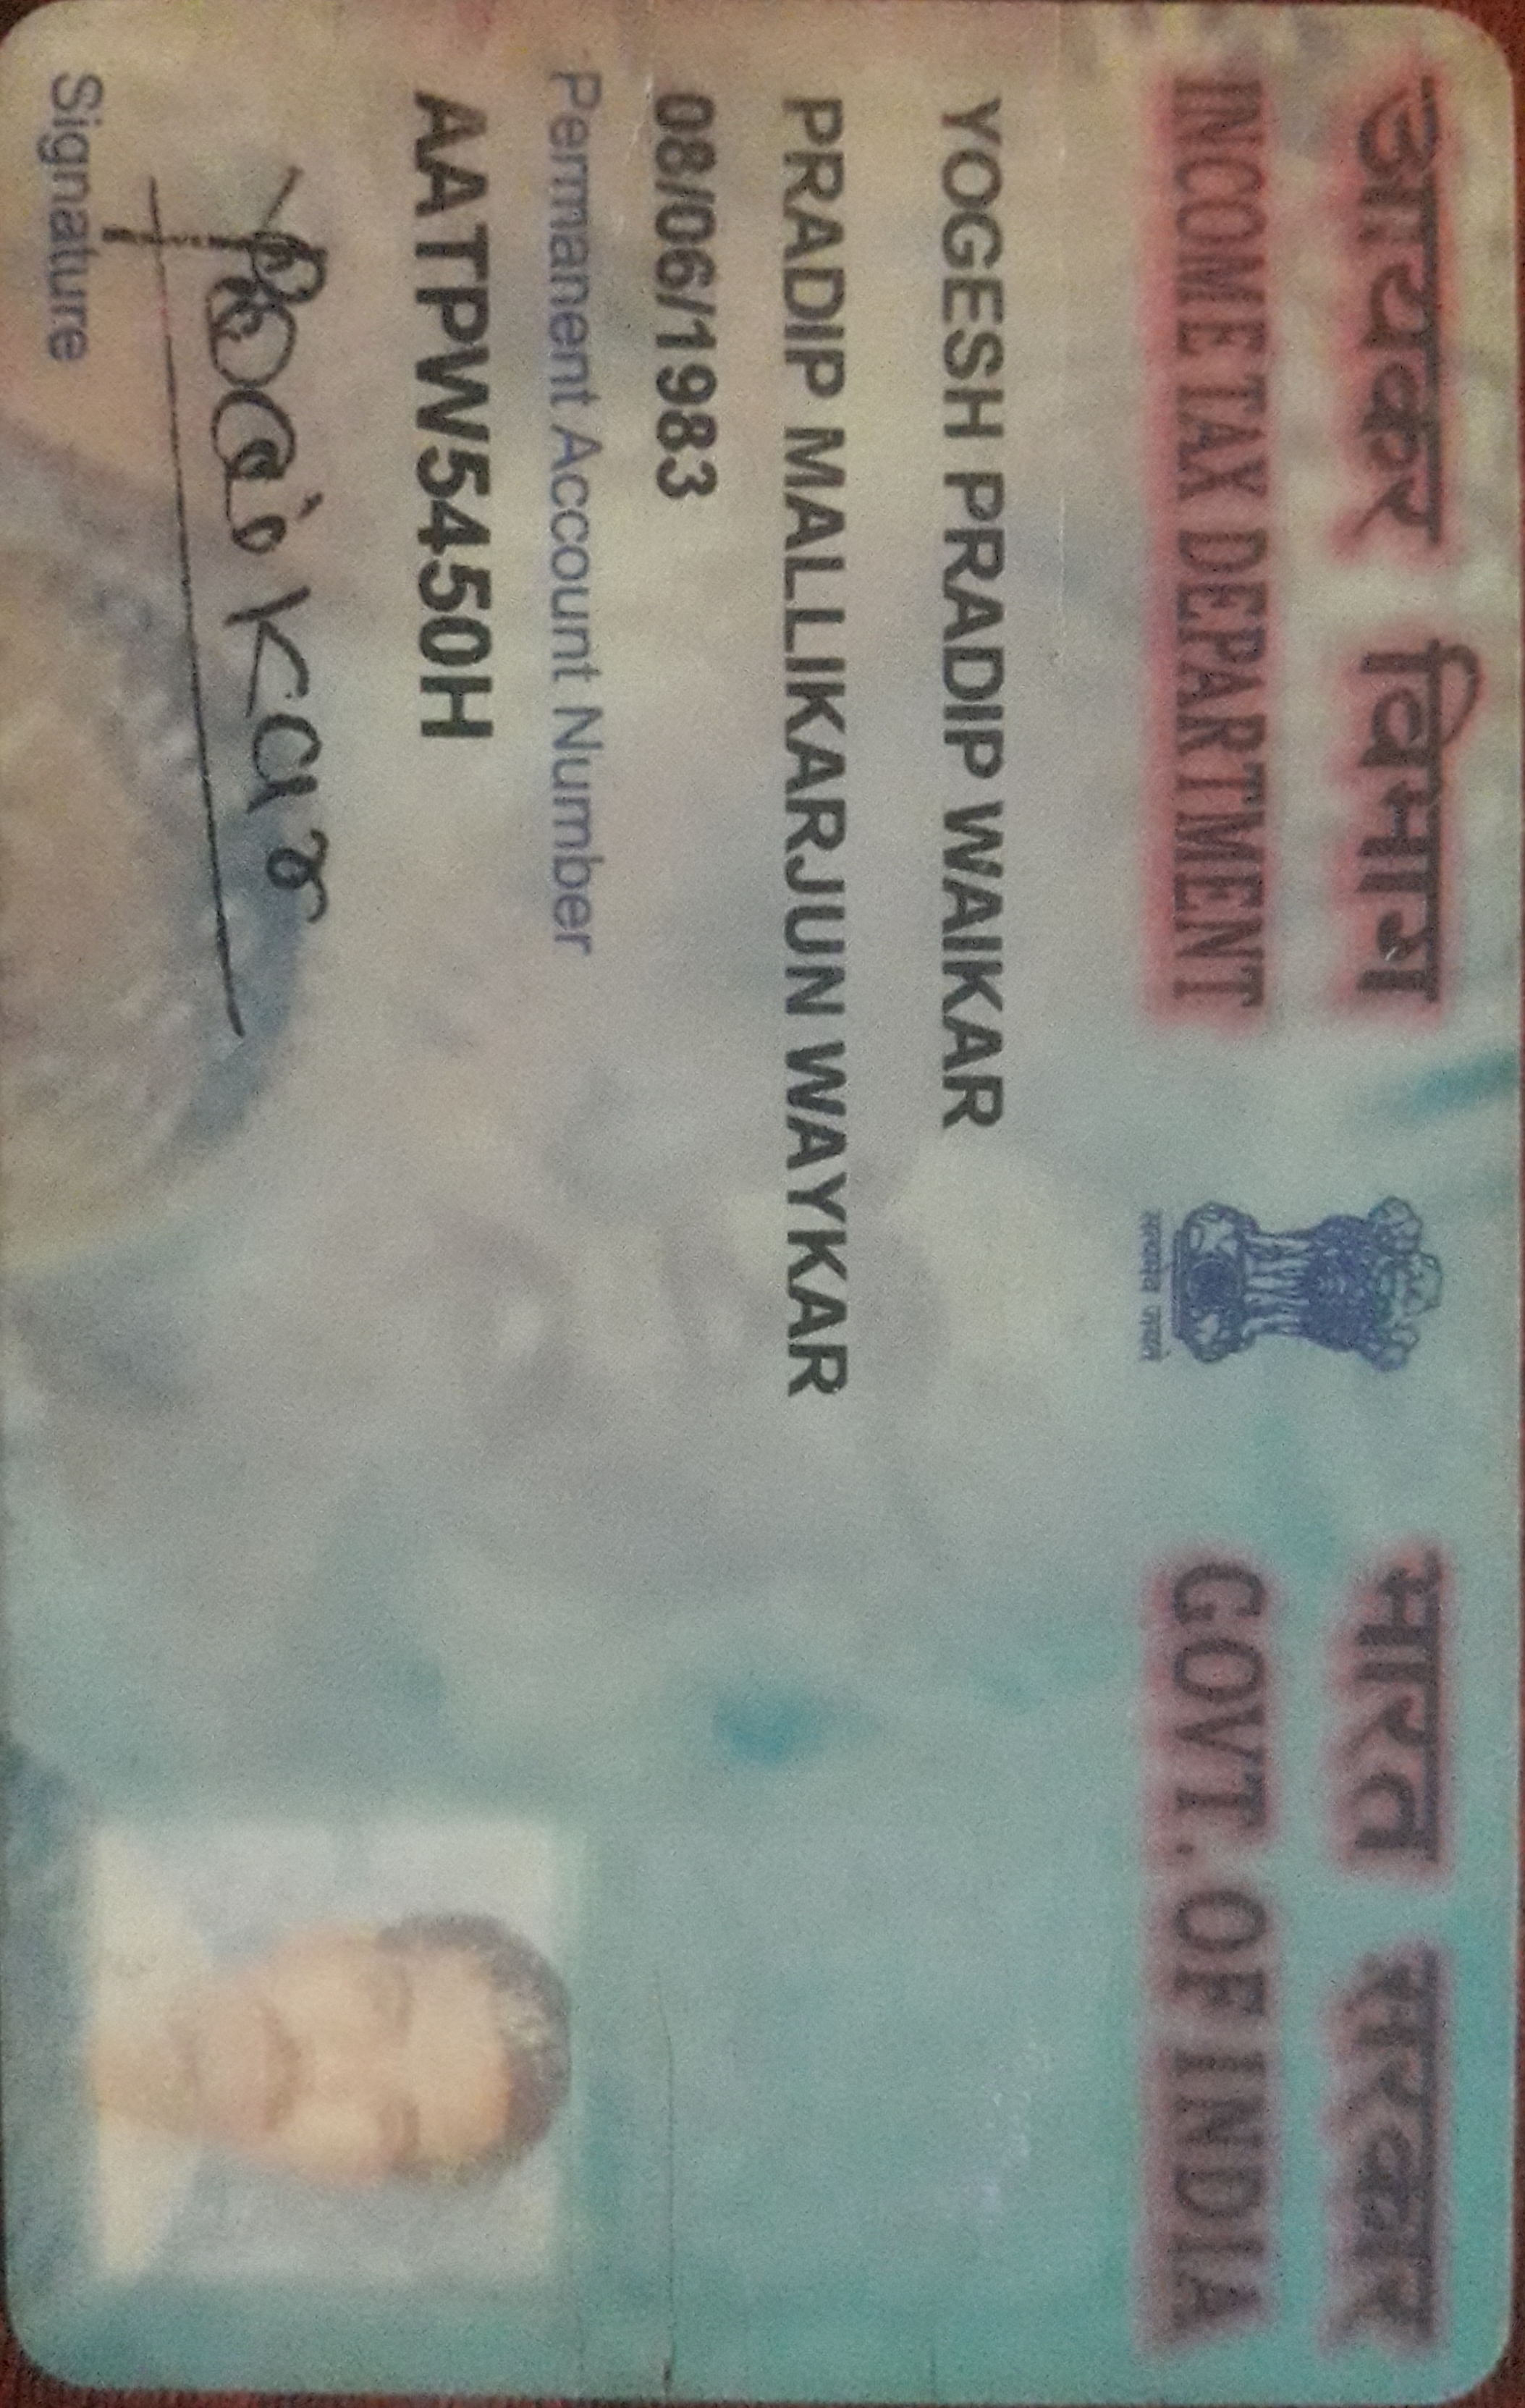 आयकर विभाग
INCOME TAX DEPARTMENT
सत्यमेव जयते
भारत सरकार
GOVT. OF INDIA
YOGESH PRADIP WAIKAR
PRADIP MALLIKARJUN WAYKAR
08/06/1983
Permanent Account Number
AATPW5450H
Signature